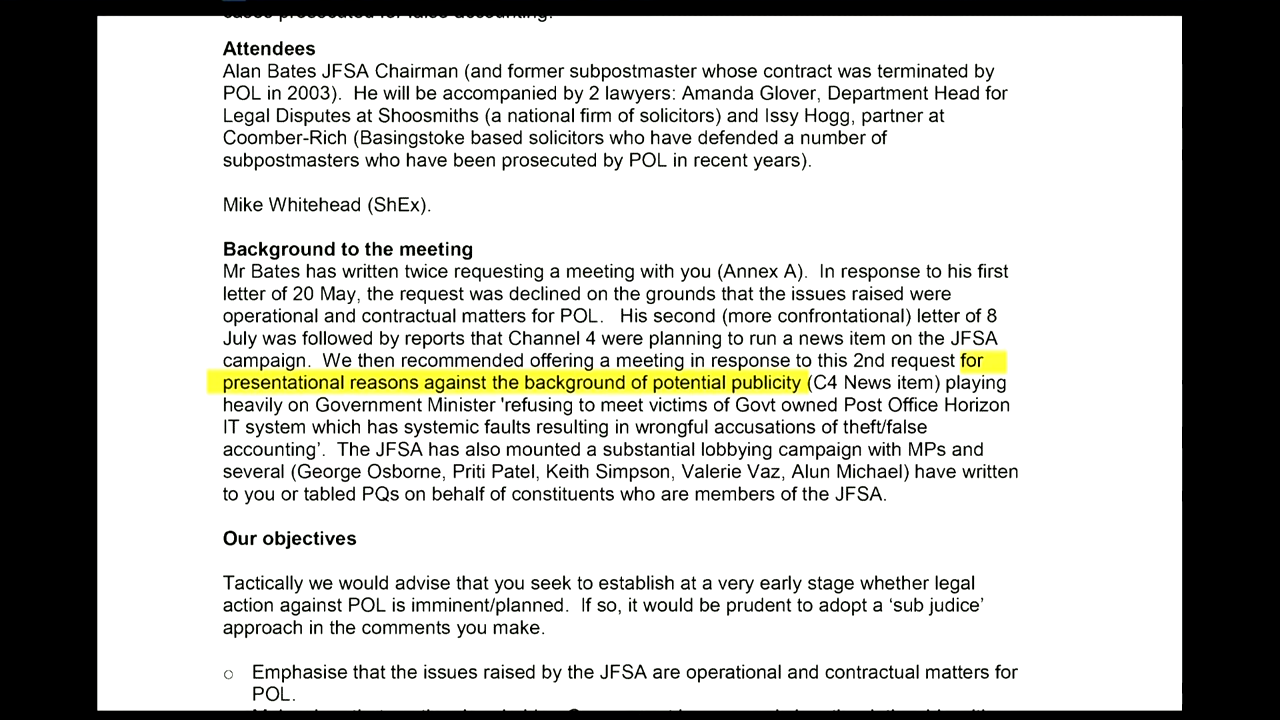 cases prosecuted for false accounting.
Attendees
Alan Bates JFSA Chairman (and former subpostmaster whose contract was terminated by
POL in 2003).  He will be accompanied by 2 lawyers: Amanda Glover, Department Head for
Legal Disputes at Shoosmiths (a national firm of solicitors) and Issy Hogg, partner at
Coomber-Rich (Basingstoke based solicitors who have defended a number of
subpostmasters who have been prosecuted by POL in recent years).
Mike Whitehead (ShEx).
Background to the meeting
Mr Bates has written twice requesting a meeting with you (Annex A).  In response to his first
letter of 20 May, the request was declined on the grounds that the issues raised were
operational and contractual matters for POL.   His second (more confrontational) letter of 8
July was followed by reports that Channel 4 were planning to run a news item on the JFSA
campaign.  We then recommended offering a meeting in response to this 2nd request for
presentational reasons against the background of potential publicity (C4 News item) playing
heavily on Government Minister 'refusing to meet victims of Govt owned Post Office Horizon
IT system which has systemic faults resulting in wrongful accusations of theft/false
accounting’.  The JFSA has also mounted a substantial lobbying campaign with MPs and
several (George Osborne, Priti Patel, Keith Simpson, Valerie Vaz, Alun Michael) have written
to you or tabled PQs on behalf of constituents who are members of the JFSA.
Our objectives
Tactically we would advise that you seek to establish at a very early stage whether legal
action against POL is imminent/planned.  If so, it would be prudent to adopt a ‘sub judice’
approach in the comments you make.
○ Emphasise that the issues raised by the JFSA are operational and contractual matters for
POL.